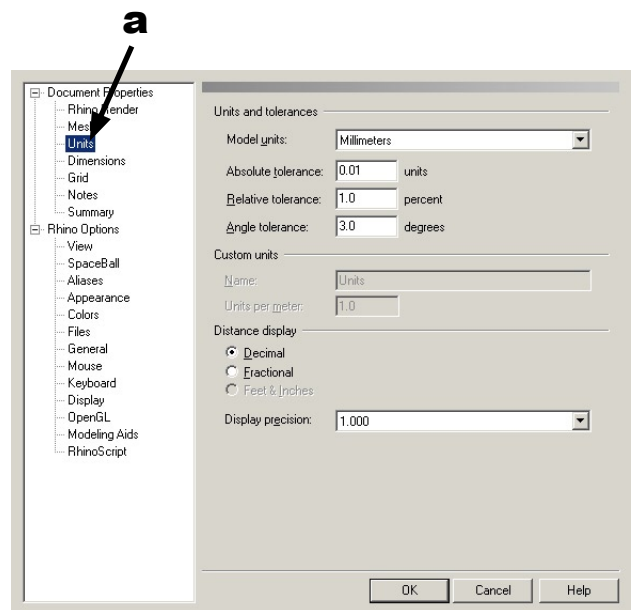 a
Document Properties
Rhino Render
Mesh
Units
Dimensions
Grid
Notes
Summary
Rhino Options
View
SpaceBall
Aliases
Appearance
Colors
Files
General
Mouse
Keyboard
Display
OpenGL
Modeling Aids
RhinoScript
Units and tolerances
Model units: Millimeters
Absolute tolerance: 0.01 units
Relative tolerance: 1.0 percent
Angle tolerance: 3.0 degrees
Custom units
Name: Units
Units per meter: 1.0
Distance display
Decimal
Fractional
Feet & Inches
Display precision: 1.000
OK Cancel Help